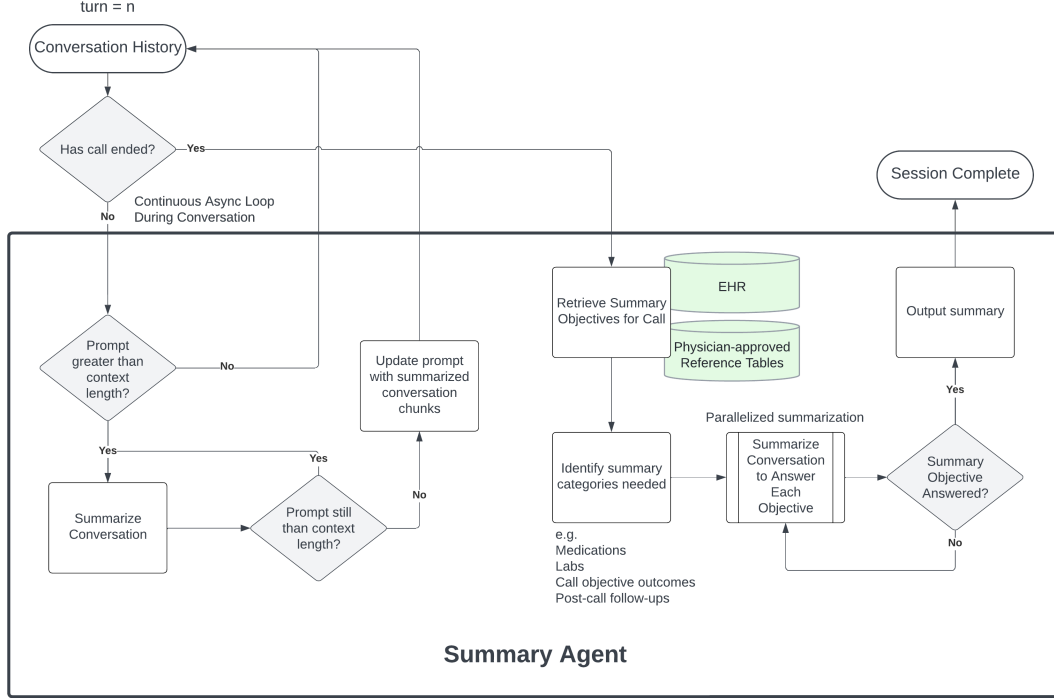 turn = n
Conversation History
Has call ended?
Yes
No
Continuous Async Loop
During Conversation
Session Complete
Prompt
greater than
context
length?
No
Yes
Summarize
Conversation
Prompt still
than context
length?
Yes
No
Update prompt
with summarized
conversation
chunks
Retrieve Summary
Objectives for Call
EHR
Physician-approved
Reference Tables
Identify summary
categories needed
e.g.
Medications
Labs
Call objective outcomes
Post-call follow-ups
Parallelized summarization
Summarize
Conversation
to Answer
Each
Objective
Summary
Objective
Answered?
Yes
No
Output summary
Summary Agent